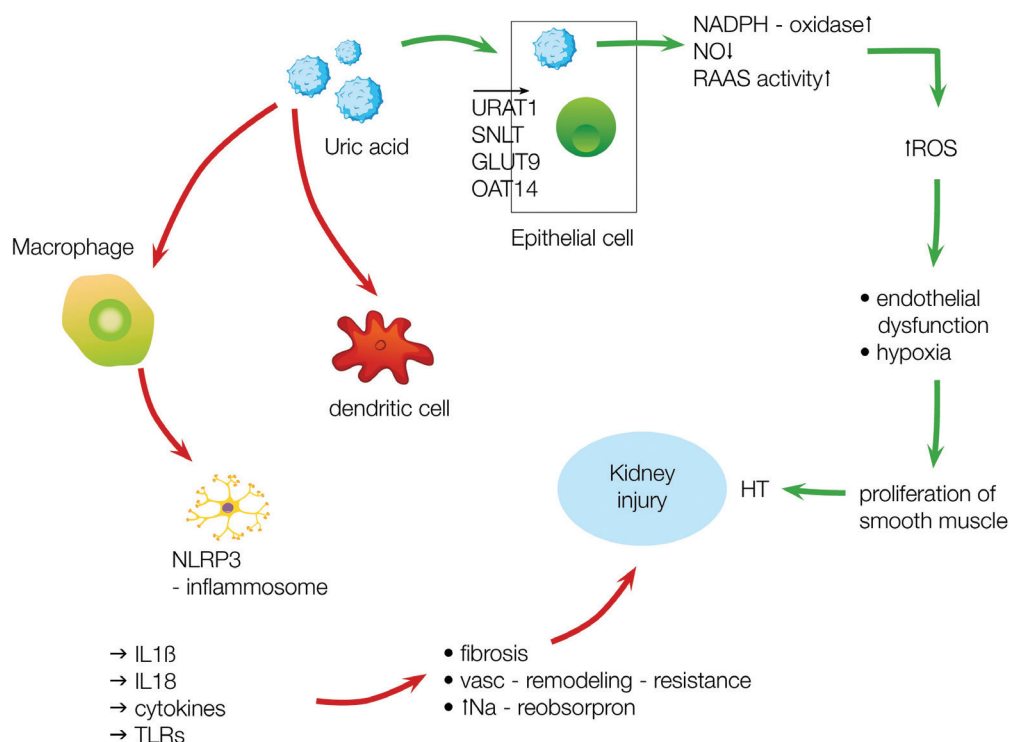 NADPH - oxidase↑
NO↓
RAAS activity↑
Uric acid
URAT1
SNLT
GLUT9
OAT14
Epithelial cell
↑ROS
Macrophage
• endothelial
dysfunction
• hypoxia
dendritic cell
Kidney
injury
HT
proliferation of
smooth muscle
NLRP3
- inflammosome
→ IL1ß
→ IL18
→ cytokines
→ TLRs
• fibrosis
• vasc - remodeling - resistance
• ↑Na - reobsorpron